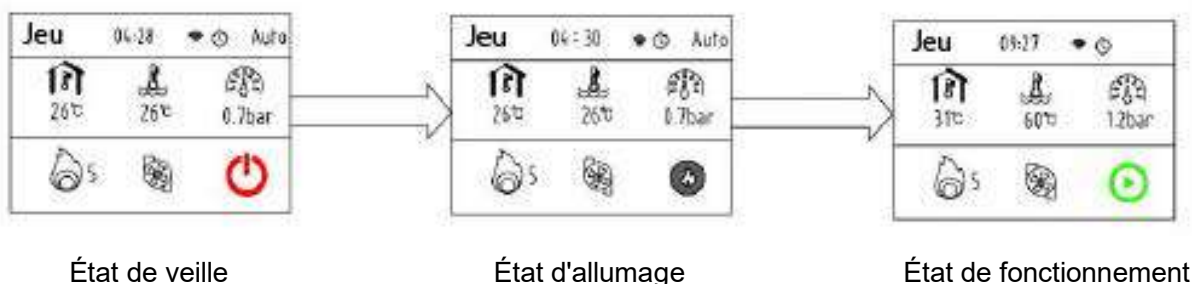 Jeu 04:28 Auto
26℃ 26℃ 0.7bar
5
État de veille
Jeu 04:30 Auto
26℃ 26℃ 0.7bar
5
État d'allumage
Jeu 09:27
31℃ 60℃ 1.2bar
5
État de fonctionnement